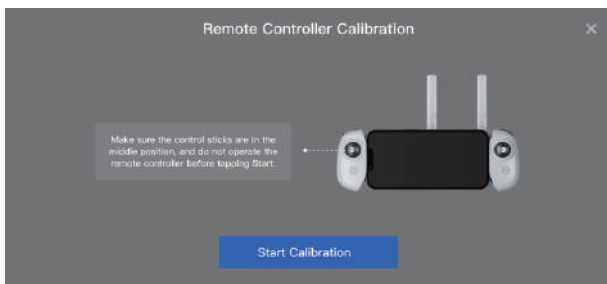 Remote Controller Calibration
Make sure the control sticks are in the
middle position, and do not operate the
remote controller before tapping Start.
Start Calibration